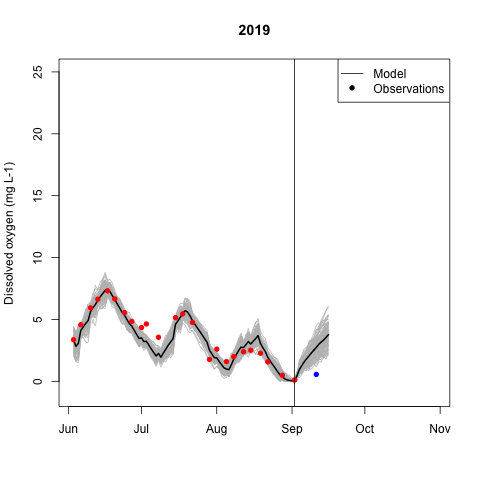 2019
Model
Observations
Dissolved oxygen (mg L-1)
25
20
15
10
5
0
Jun Jul Aug Sep Oct Nov